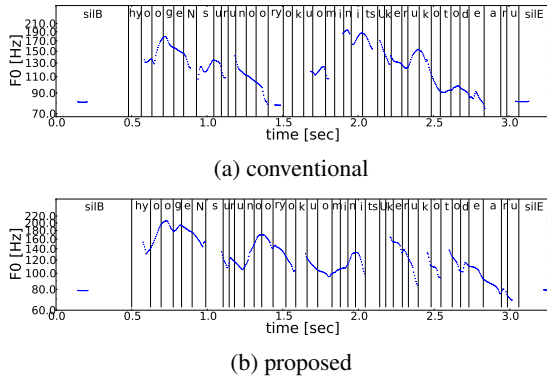 silB hy o o g e N s u r u n o o ry o k u o m i n i ts U k e r u k o t o d e a r u silE
F0 [Hz]
210.0
190.0
170.0
150.0
130.0
110.0
90.0
70.0
0.0 0.5 1.0 1.5 2.0 2.5 3.0
time [sec]
(a) conventional
silB hy o o g e N s u r u n o o ry o k u o m i n i ts U k e r u k o t o d e a r u silE
F0 [Hz]
220.0
200.0
180.0
160.0
140.0
120.0
100.0
80.0
60.0
0.0 0.5 1.0 1.5 2.0 2.5 3.0
time [sec]
(b) proposed